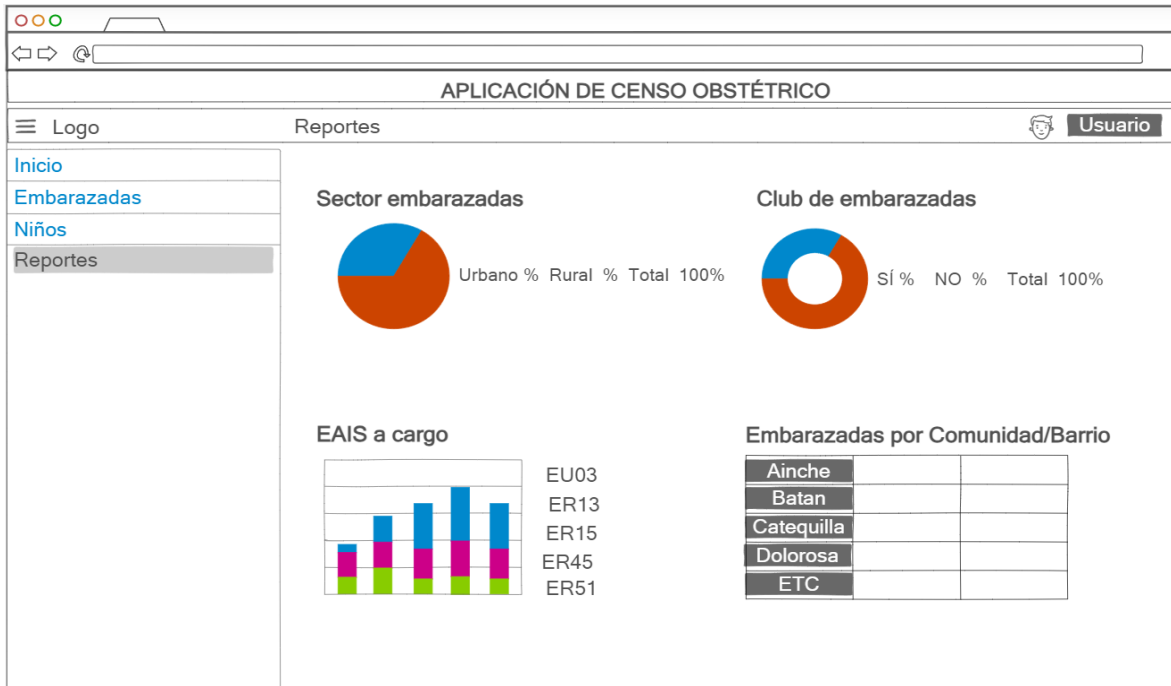 APLICACIÓN DE CENSO OBSTÉTRICO
Logo
Reportes
Usuario
Inicio
Embarazadas
Niños
Reportes
Sector embarazadas
Urbano % Rural % Total 100%
Club de embarazadas
SÍ % NO % Total 100%
EAIS a cargo
EU03
ER13
ER15
ER45
ER51
Embarazadas por Comunidad/Barrio
Ainche
Batan
Catequilla
Dolorosa
ETC